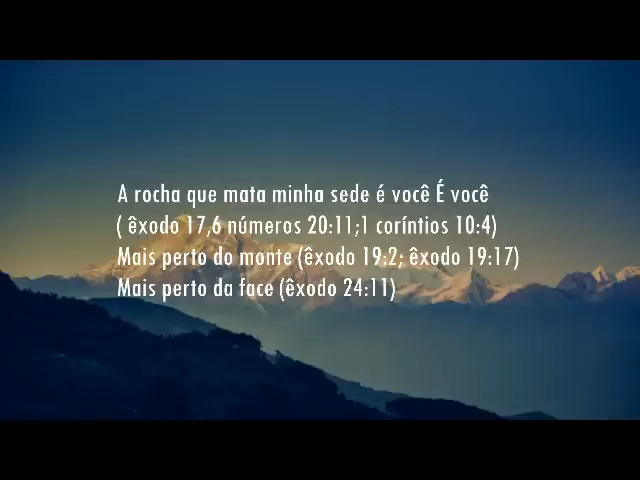 A rocha que mata minha sede é você É você
( êxodo 17,6 números 20:11;1 coríntios 10:4)
Mais perto do monte (êxodo 19:2; êxodo 19:17)
Mais perto da face (êxodo 24:11)